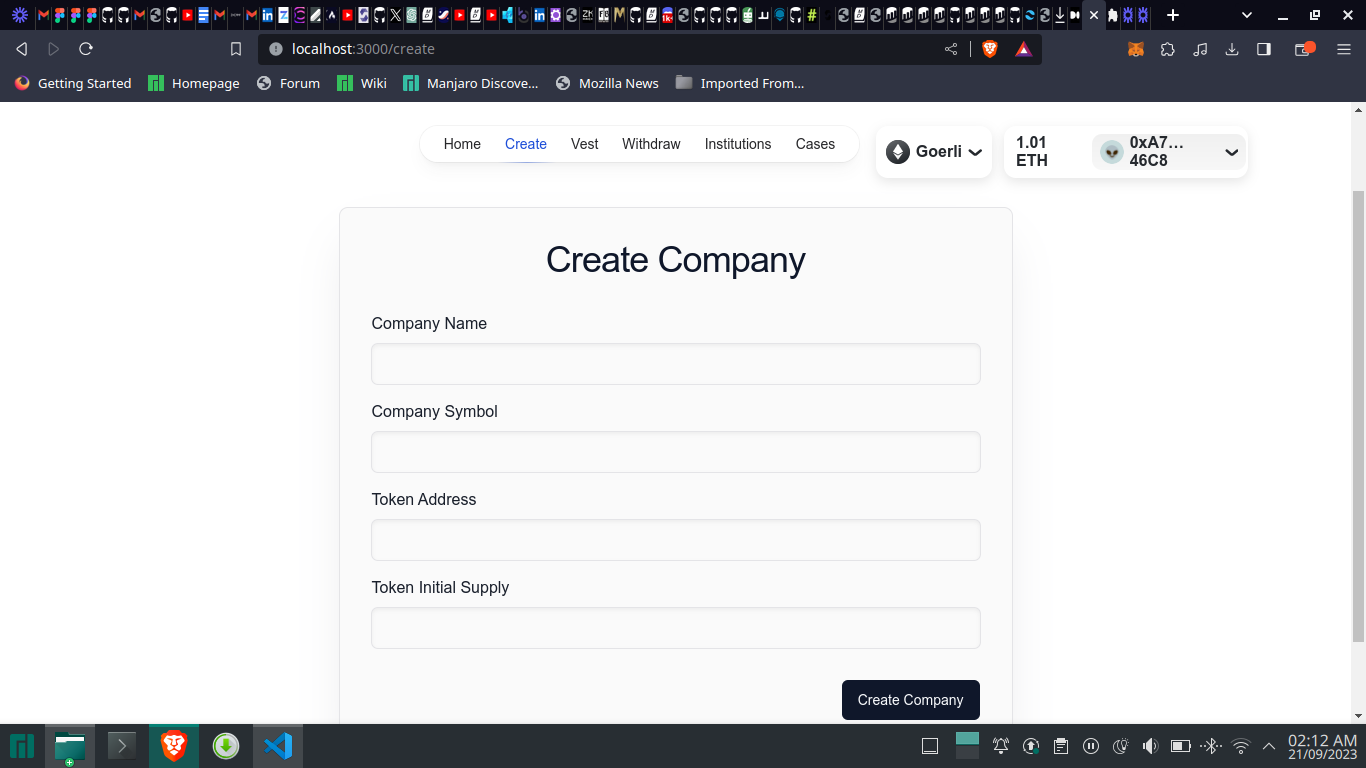 localhost:3000/create
Getting Started
Homepage
Forum
Wiki
Manjaro Discove...
Mozilla News
Imported From...
Home
Create
Vest
Withdraw
Institutions
Cases
Goerli
1.01
ETH
0xA7...
46C8
Create Company
Company Name
Company Symbol
Token Address
Token Initial Supply
Create Company
02:12 AM
21/09/2023